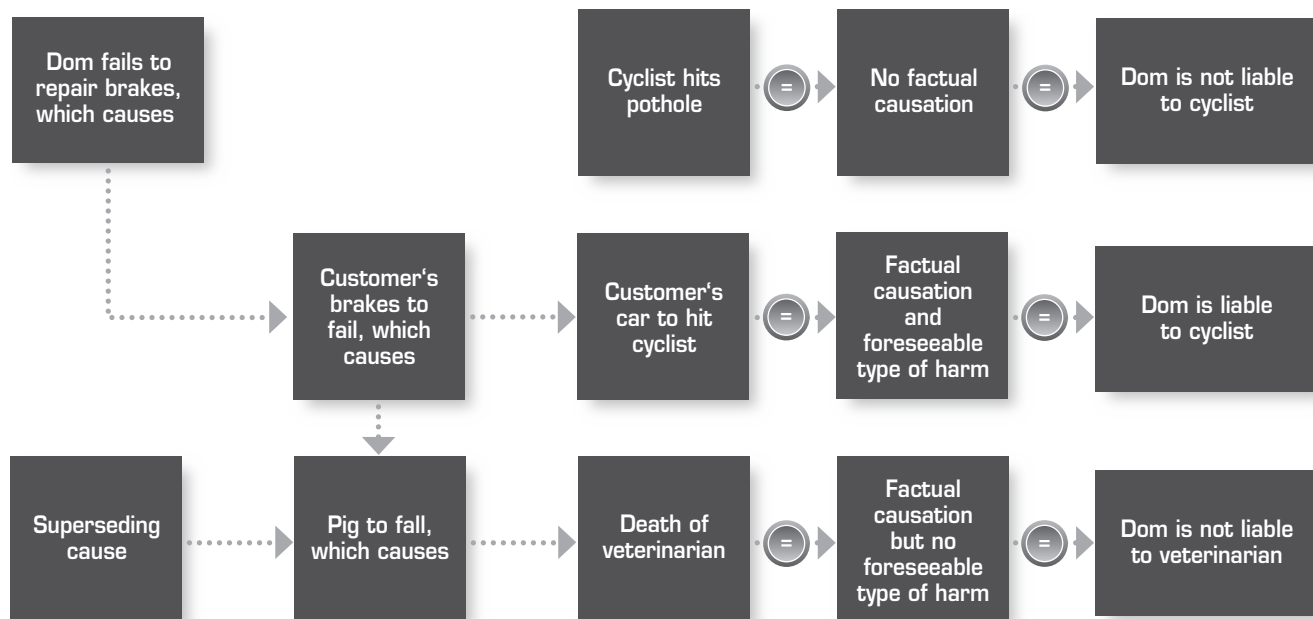 Dom fails to
repair brakes,
which causes
Cyclist hits
pothole
=
No factual
causation
=
Dom is not liable
to cyclist
Customer‘s
brakes to
fail, which
causes
Customer‘s
car to hit
cyclist
=
Factual
causation
and
foreseeable
type of harm
=
Dom is liable
to cyclist
Superseding
cause
Pig to fall,
which causes
Death of
veterinarian
=
Factual
causation
but no
foreseeable
type of harm
=
Dom is not liable
to veterinarian